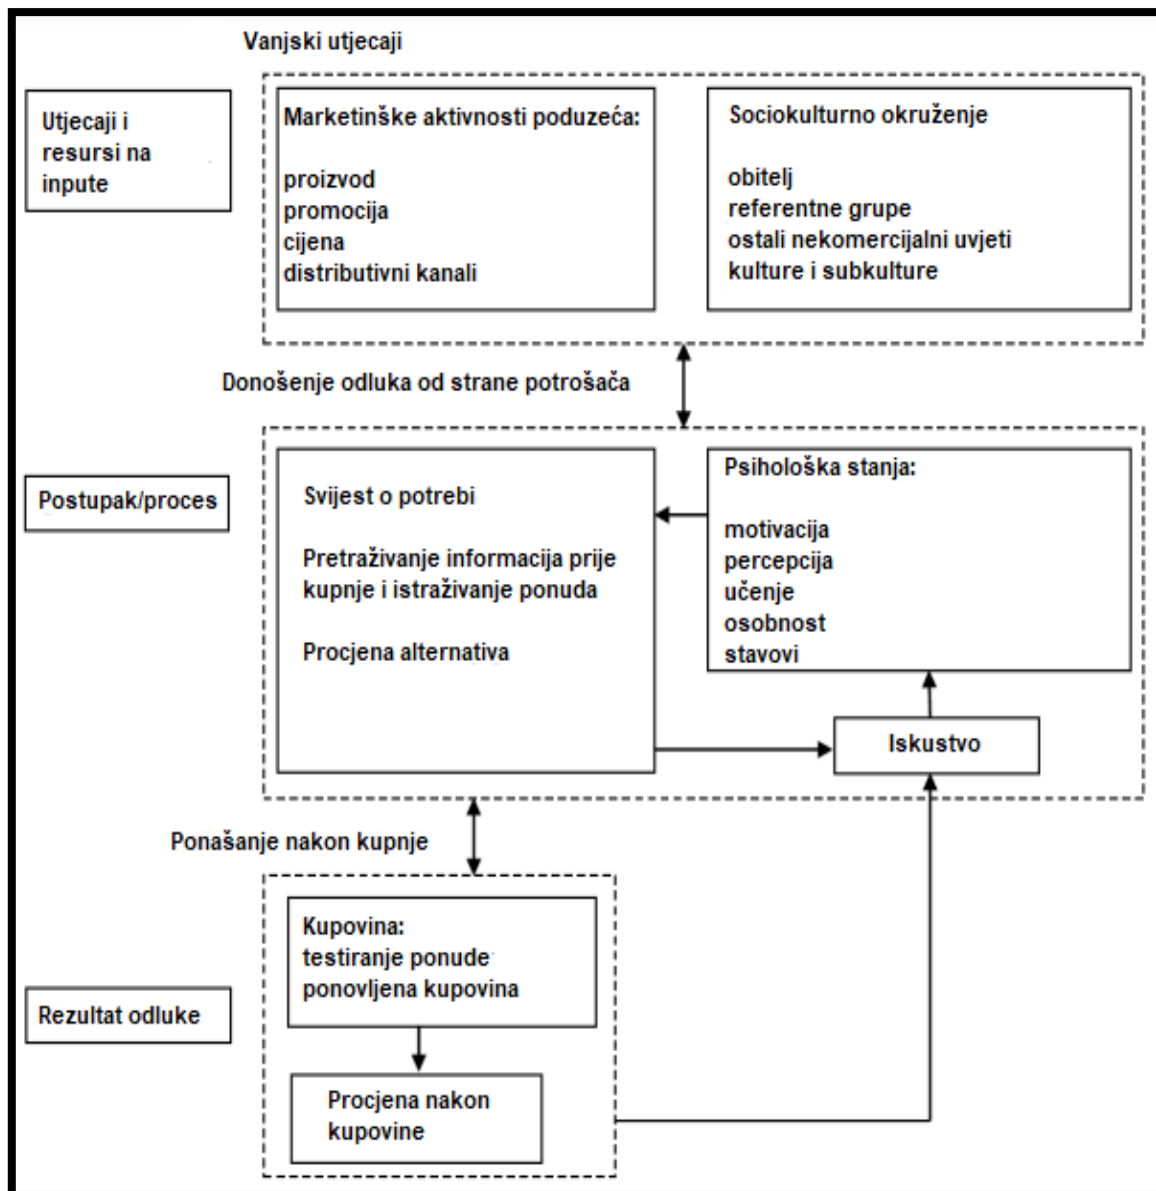 Vanjski utjecaji
Utjecaji i
resursi na
inpute
Marketinške aktivnosti poduzeća:
proizvod
promocija
cijena
distributivni kanali
Sociokulturno okruženje
obitelj
referentne grupe
ostali nekomercijalni uvjeti
kulture i subkulture
Donošenje odluka od strane potrošača
Postupak/proces
Svijest o potrebi
Pretraživanje informacija prije
kupnje i istraživanje ponuda
Procjena alternativa
Psihološka stanja:
motivacija
percepcija
učenje
osobnost
stavovi
Iskustvo
Ponašanje nakon kupnje
Rezultat odluke
Kupovina:
testiranje ponude
ponovljena kupovina
Procjena nakon
kupovine